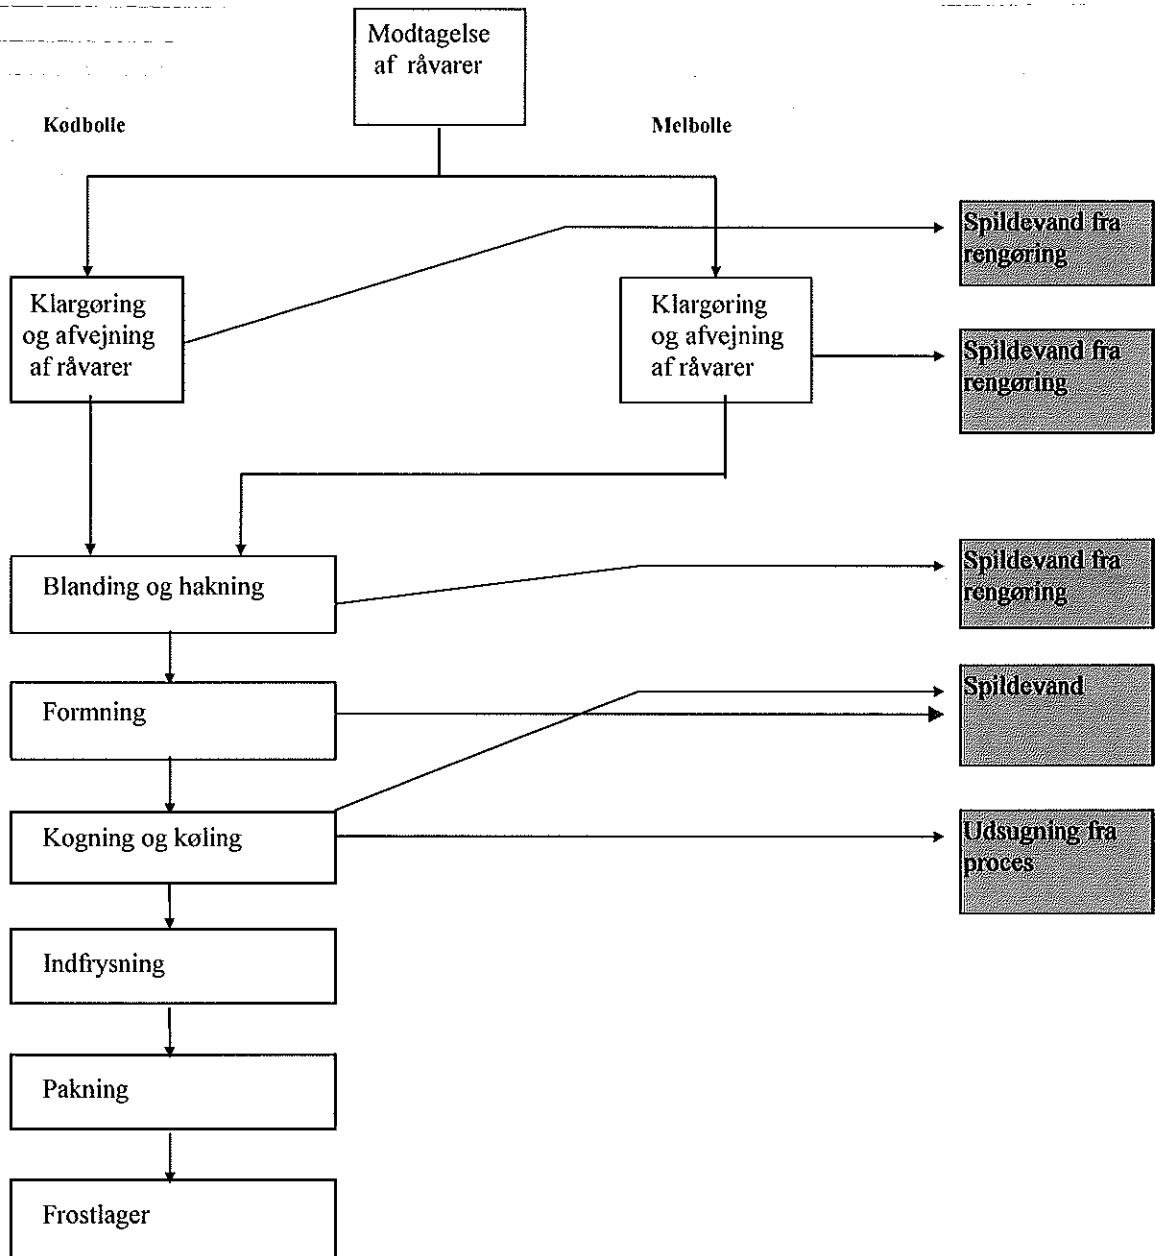 Modtagelse
af råvarer
Kødbolle
Melbolle
Spildevand fra
rengøring
Klargøring
og afvejning
af råvarer
Klargøring
og afvejning
af råvarer
Spildevand fra
rengøring
Blanding og hakning
Spildevand fra
rengøring
Formning
Spildevand
Kogning og køling
Udsugning fra
proces
Indfrysning
Pakning
Frostlager